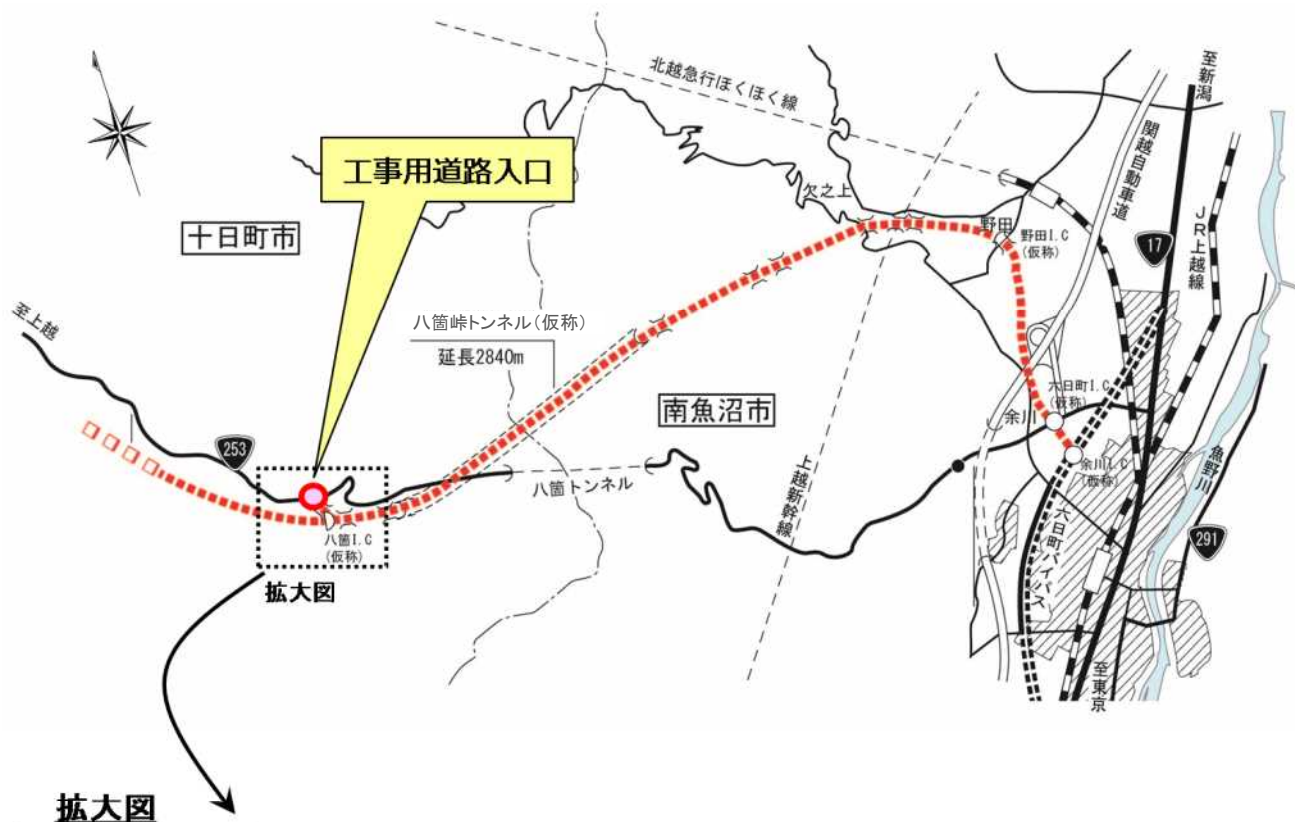 北越急行ほくほく線
至新潟
関越自動車道
工事用道路入口
17
JR上越線
十日町市
欠之上
野田
野田I.C
(仮称)
至上越
八箇峠トンネル(仮称)
延長2840m
六日町I.C
(仮称)
南魚沼市
余川
253
上越新幹線
余川I.C
(仮称)
魚野川
八箇トンネル
六日町バイパス
291
八箇I.C
(仮称)
拡大図
至東京
拡大図